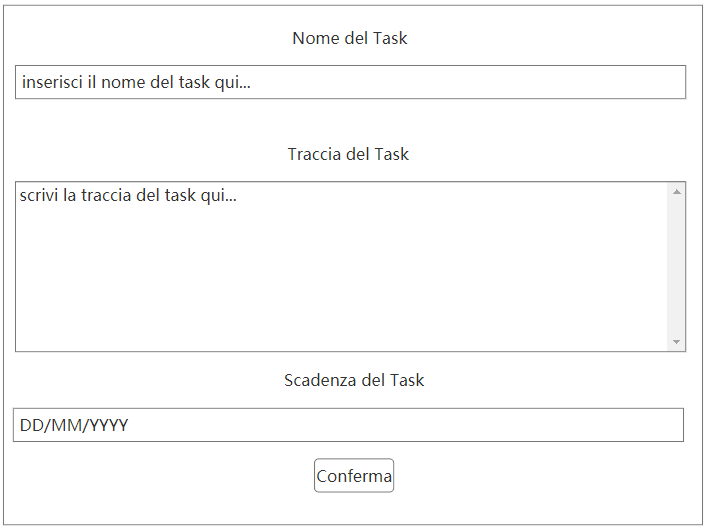 Nome del Task
inserisci il nome del task qui...
Traccia del Task
scrivi la traccia del task qui...
Scadenza del Task
DD/MM/YYYY
Conferma